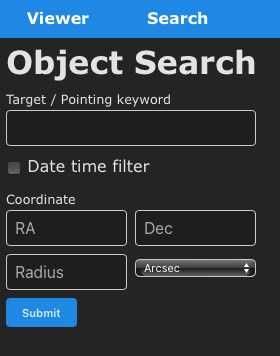 Viewer Search
Object Search
Target / Pointing keyword
Date time filter
Coordinate
RA Dec
Radius Arcsec
Submit